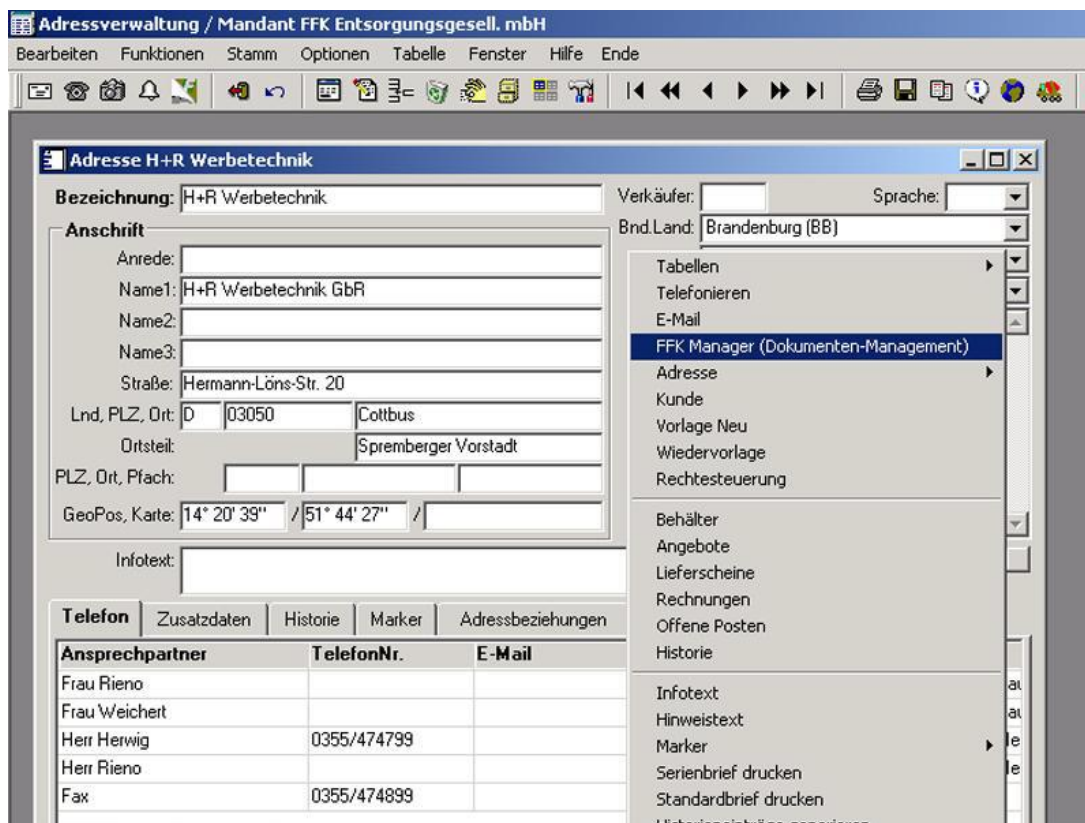 Adressverwaltung / Mandant FFK Entsorgungsgesell. mbH
Bearbeiten Funktionen Stamm Optionen Tabelle Fenster Hilfe Ende
Adresse H+R Werbetechnik
Bezeichnung: H+R Werbetechnik
Verkäufer: Sprache:
Bnd.Land: Brandenburg (BB)
Anschrift
Anrede:
Name1: H+R Werbetechnik GbR
Name2:
Name3:
Straße: Hermann-Löns-Str. 20
Lnd, PLZ, Ort: D 03050 Cottbus
Ortsteil: Spremberger Vorstadt
PLZ, Ort, Pfach:
GeoPos, Karte: 14° 20' 39" / 51° 44' 27" /
Infotext:
Telefon Zusatzdaten Historie Marker Adressbeziehungen
Ansprechpartner TelefonNr. E-Mail
Frau Rieno
Frau Weichert
Herr Herwig 0355/474799
Herr Rieno
Fax 0355/474899
Tabellen
Telefonieren
E-Mail
FFK Manager (Dokumenten-Management)
Adresse
Kunde
Vorlage Neu
Wiedervorlage
Rechtesteuerung
Behälter
Angebote
Lieferscheine
Rechnungen
Offene Posten
Historie
Infotext
Hinweistext
Marker
Serienbrief drucken
Standardbrief drucken